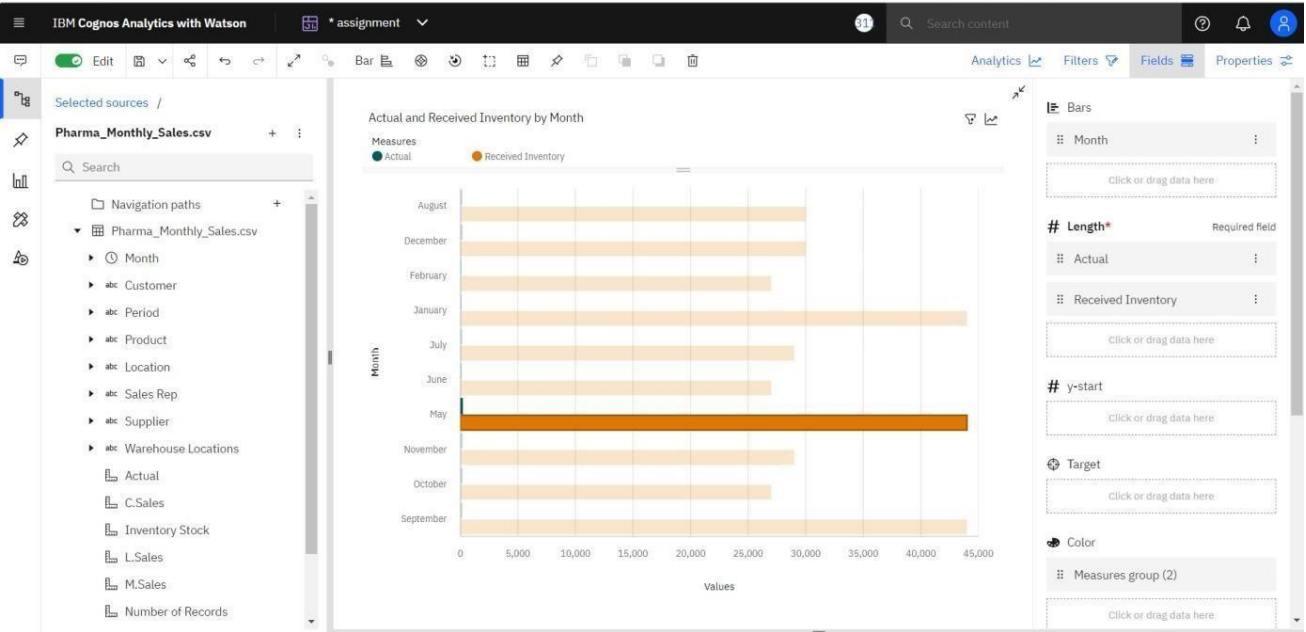 IBM Cognos Analytics with Watson
* assignment
Search content
Edit
Bar
Analytics
Filters
Fields
Properties
Selected sources /
Pharma_Monthly_Sales.csv
Search
Navigation paths
Pharma_Monthly_Sales.csv
Month
abc Customer
abc Period
abc Product
abc Location
abc Sales Rep
abc Supplier
abc Warehouse Locations
Actual
C.Sales
Inventory Stock
L.Sales
M.Sales
Number of Records
Actual and Received Inventory by Month
Measures
Actual
Received Inventory
Month
August
December
February
January
July
June
May
November
October
September
0 5,000 10,000 15,000 20,000 25,000 30,000 35,000 40,000 45,000
Values
Bars
Month
Click or drag data here
# Length*
Required field
Actual
Received Inventory
Click or drag data here
# y-start
Click or drag data here
Target
Click or drag data here
Color
Measures group (2)
Click or drag data here